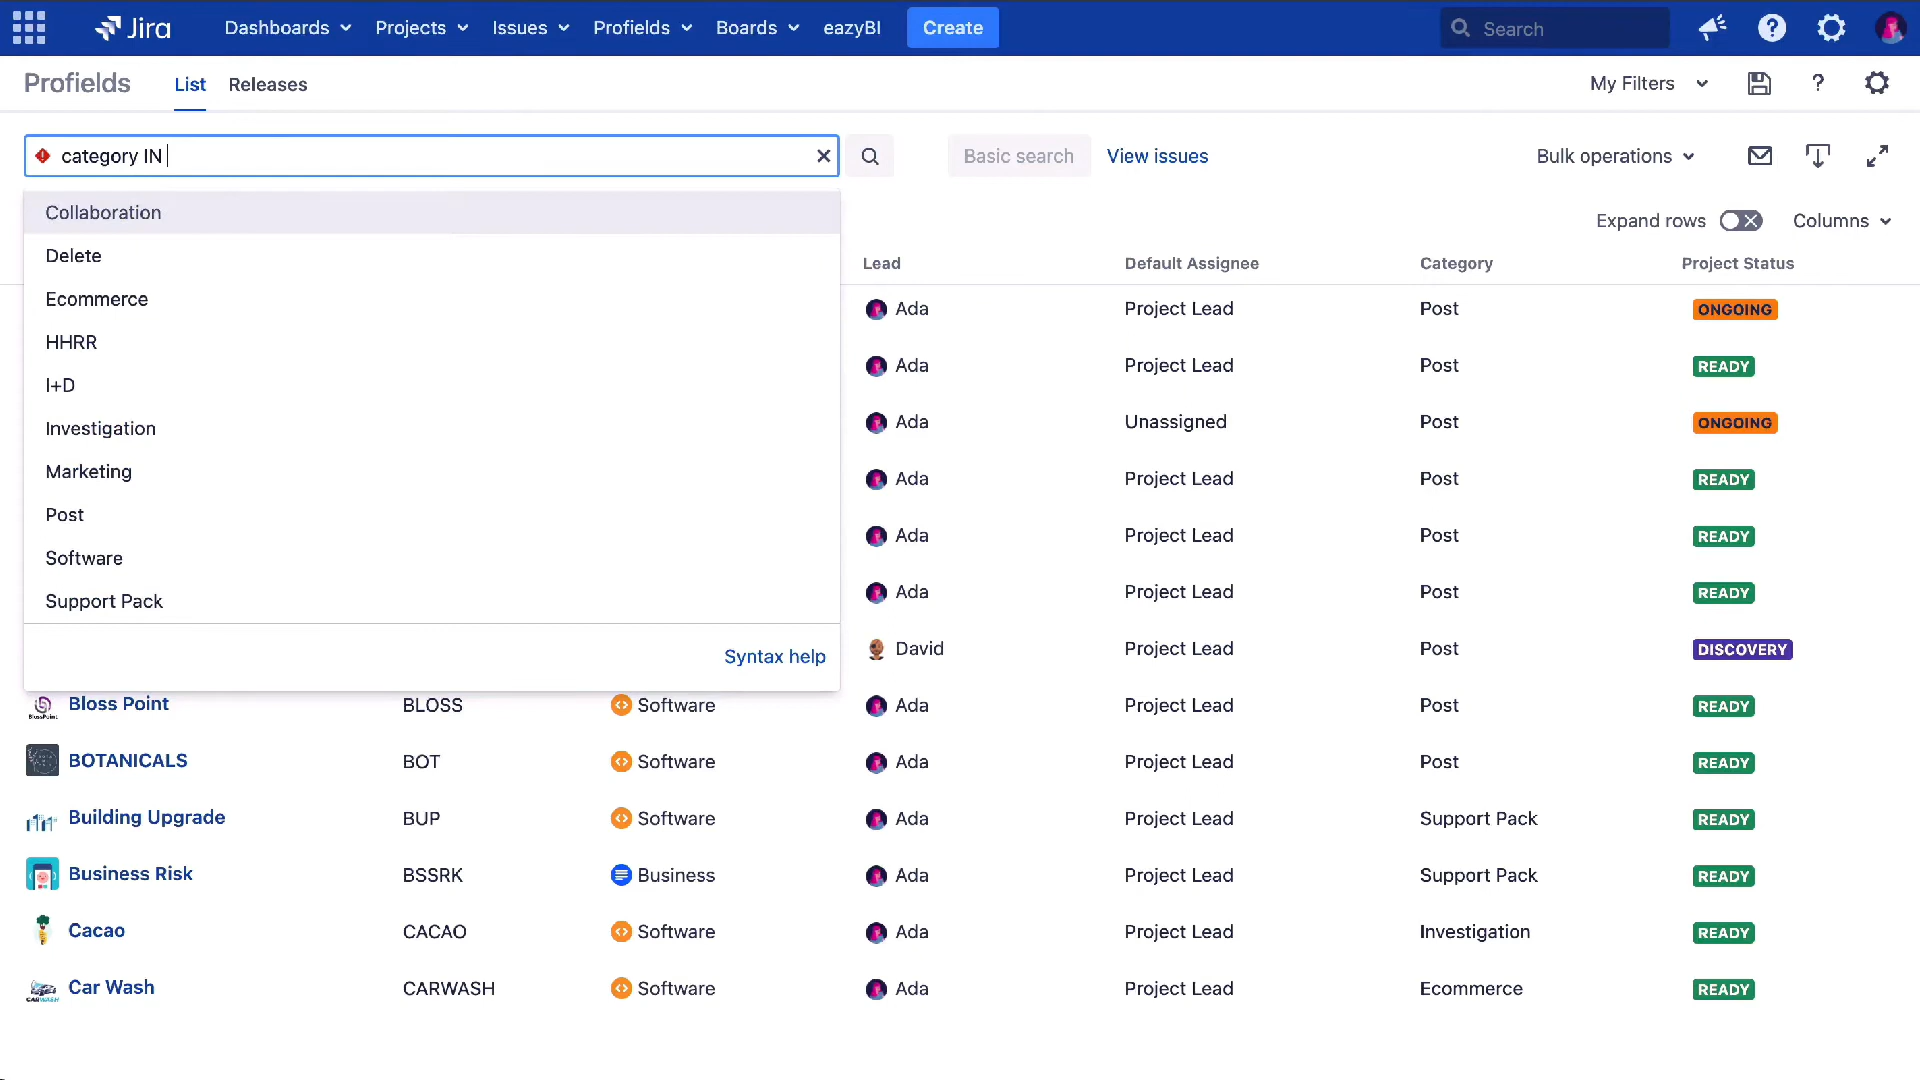 Jira Dashboards Projects Issues Profields Boards eazyBI Create Search
Profields List Releases My Filters ?
category IN Basic search View issues Bulk operations
Collaboration
Expand rows Columns
Delete
Lead Default Assignee Category Project Status
Ecommerce
Ada Project Lead Post ONGOING
HHRR
Ada Project Lead Post READY
I+D
Ada Unassigned Post ONGOING
Investigation
Marketing
Ada Project Lead Post READY
Post
Ada Project Lead Post READY
Software
Ada Project Lead Post READY
Support Pack
David Project Lead Post DISCOVERY
Syntax help
Bloss Point BLOSS Software Ada Project Lead Post READY
BOTANICALS BOT Software Ada Project Lead Post READY
Building Upgrade BUP Software Ada Project Lead Support Pack READY
Business Risk BSSRK Business Ada Project Lead Support Pack READY
Cacao CACAO Software Ada Project Lead Investigation READY
Car Wash CARWASH Software Ada Project Lead Ecommerce READY